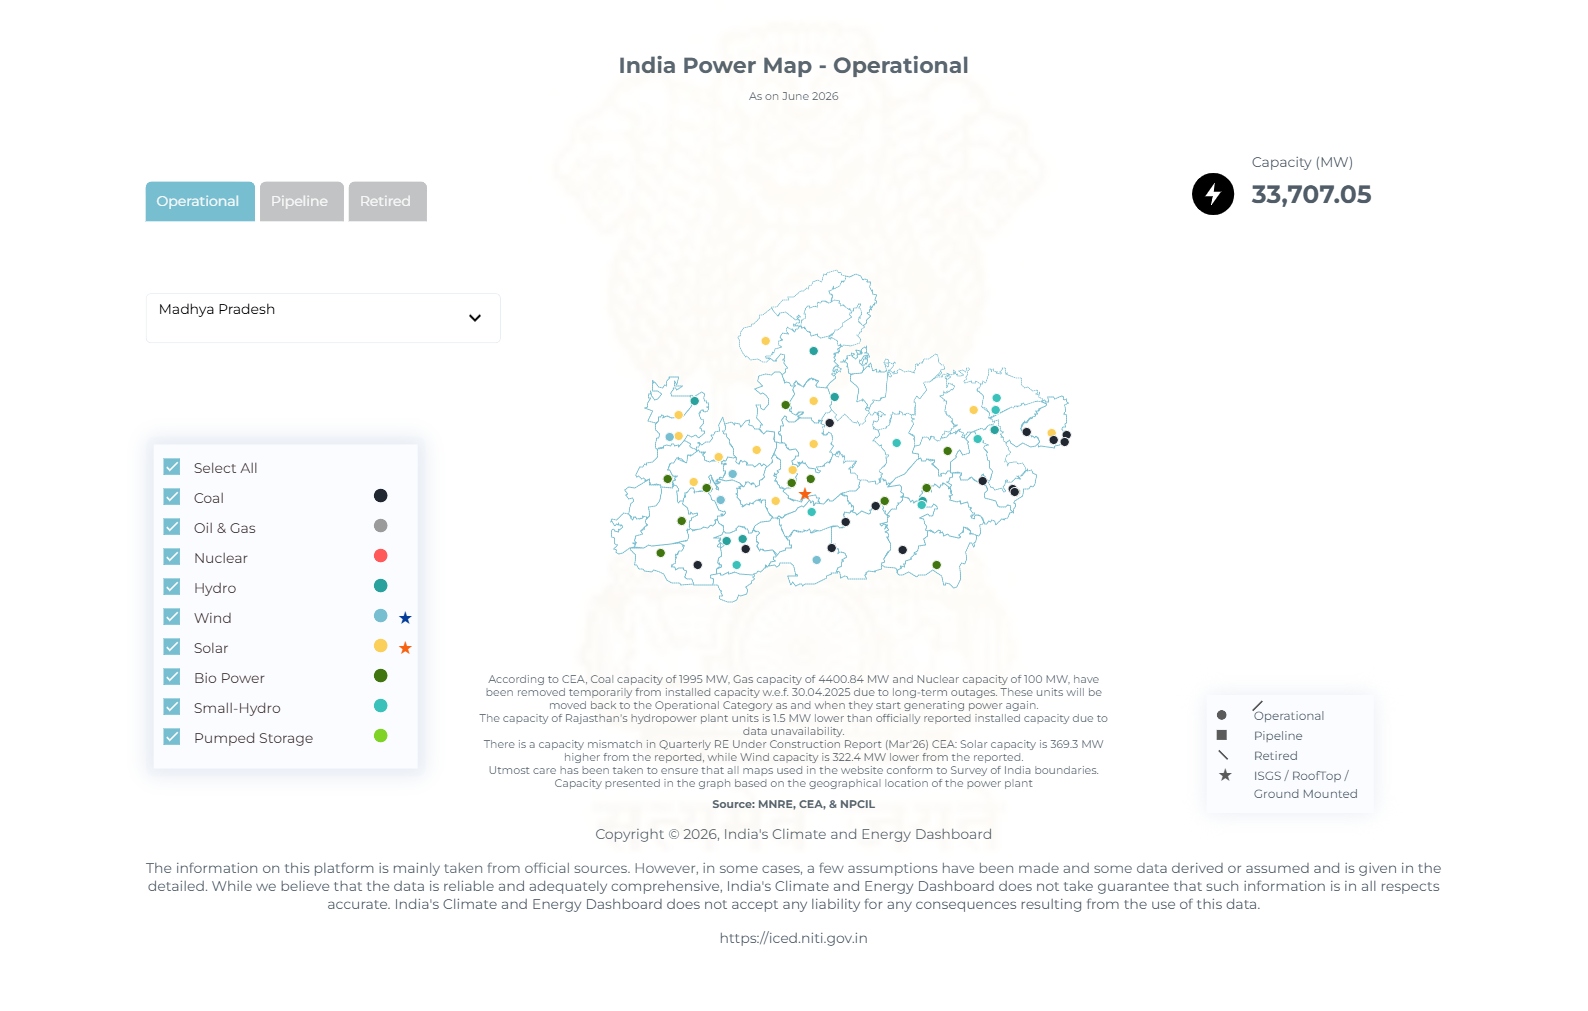 India Power Map - Operational
As on June 2026
Capacity (MW)
33,707.05
Operational
Pipeline
Retired
Madhya Pradesh
Select All
Coal
Oil & Gas
Nuclear
Hydro
Wind
Solar
Bio Power
Small-Hydro
Pumped Storage
According to CEA, Coal capacity of 1995 MW, Gas capacity of 4400.84 MW and Nuclear capacity of 100 MW, have
been removed temporarily from installed capacity w.e.f. 30.04.2025 due to long-term outages. These units will be
moved back to the Operational Category as and when they start generating power again.
The capacity of Rajasthan's hydropower plant units is 1.5 MW lower than officially reported installed capacity due to
data unavailability.
There is a capacity mismatch in Quarterly RE Under Construction Report (Mar'26) CEA: Solar capacity is 369.3 MW
higher from the reported, while Wind capacity is 322.4 MW lower from the reported.
Utmost care has been taken to ensure that all maps used in the website conform to Survey of India boundaries.
Capacity presented in the graph based on the geographical location of the power plant
Source: MNRE, CEA, & NPCIL
Operational
Pipeline
Retired
ISGS / RoofTop /
Ground Mounted
Copyright © 2026, India's Climate and Energy Dashboard
The information on this platform is mainly taken from official sources. However, in some cases, a few assumptions have been made and some data derived or assumed and is given in the
detailed. While we believe that the data is reliable and adequately comprehensive, India's Climate and Energy Dashboard does not take guarantee that such information is in all respects
accurate. India's Climate and Energy Dashboard does not accept any liability for any consequences resulting from the use of this data.
https://iced.niti.gov.in